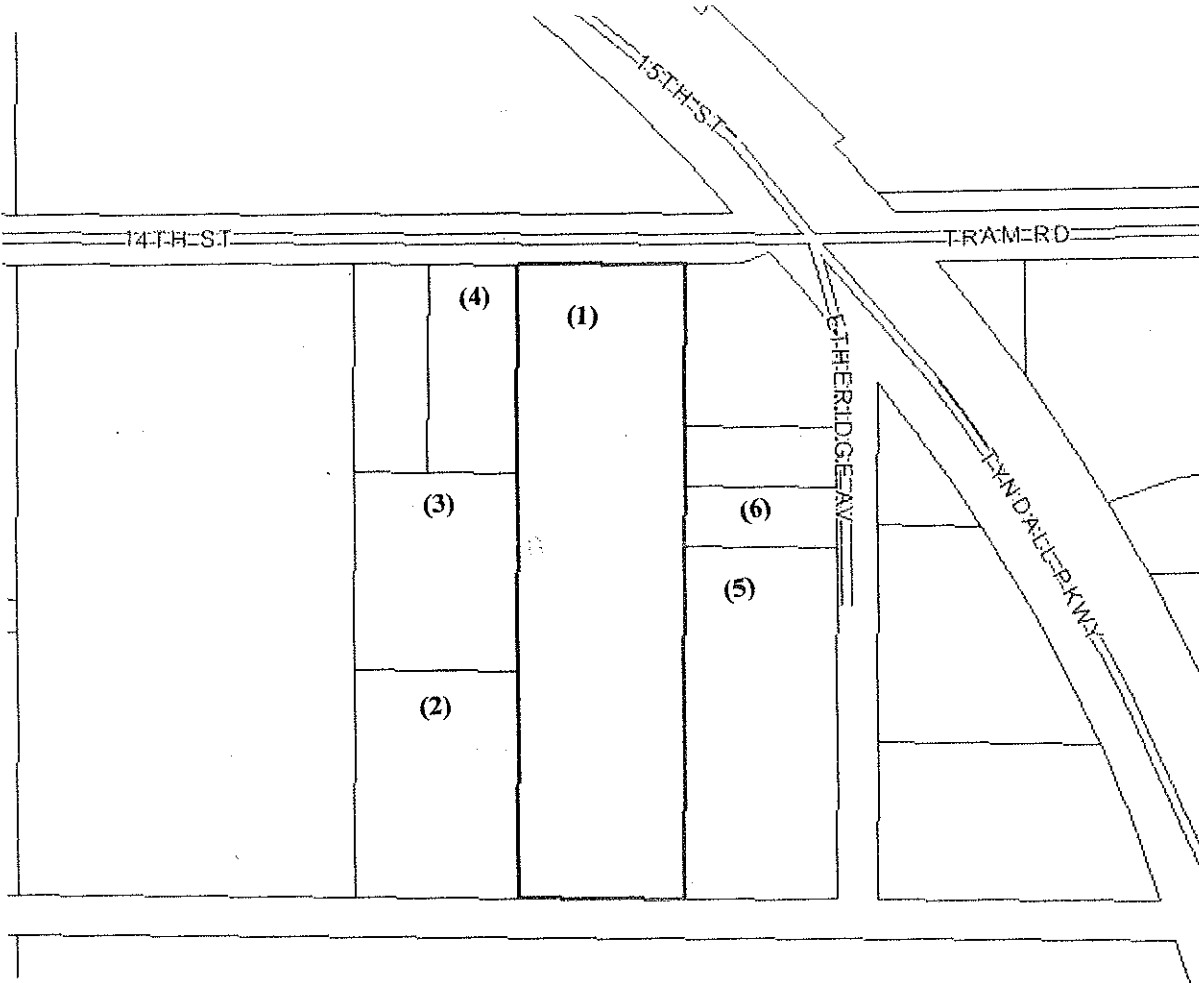 15TH ST
14TH ST
TRAM RD
(4)
(1)
ETHERIDGE AV
(3)
(6)
TYNDALL PKWY
(5)
(2)